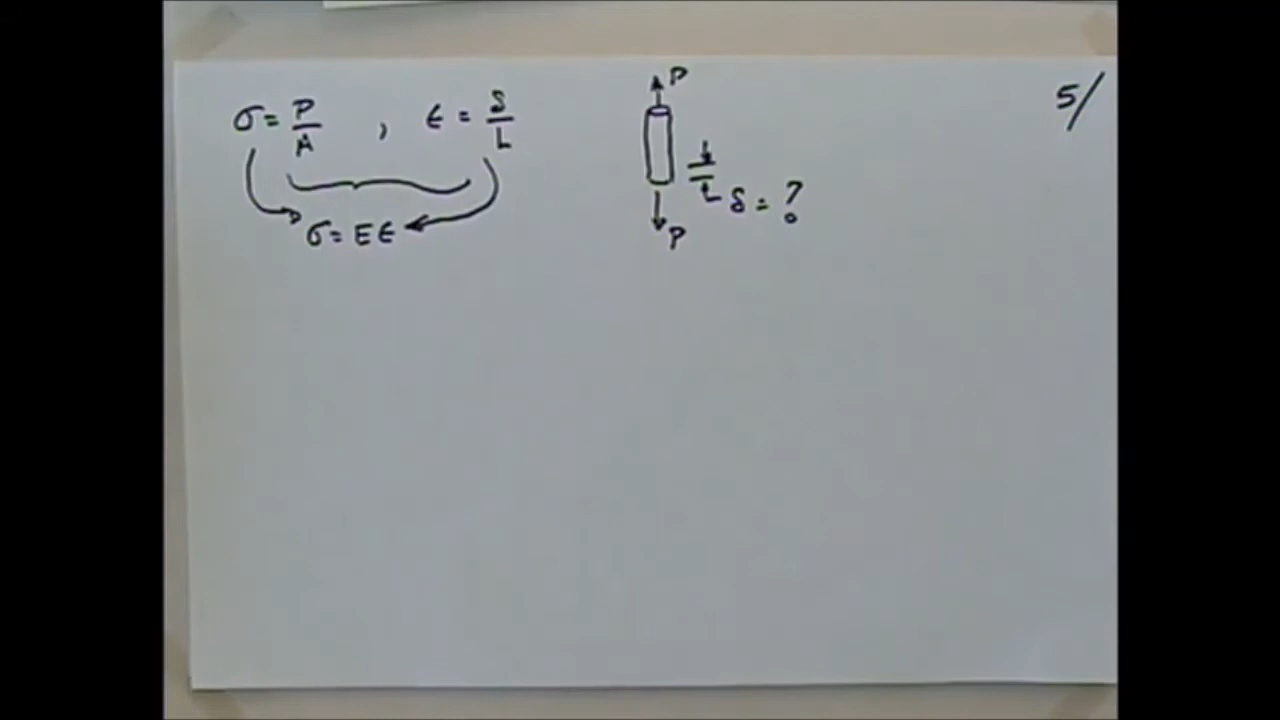 σ = P/A , ϵ = δ/L
σ = Eϵ
P
δ = ?
P
5/